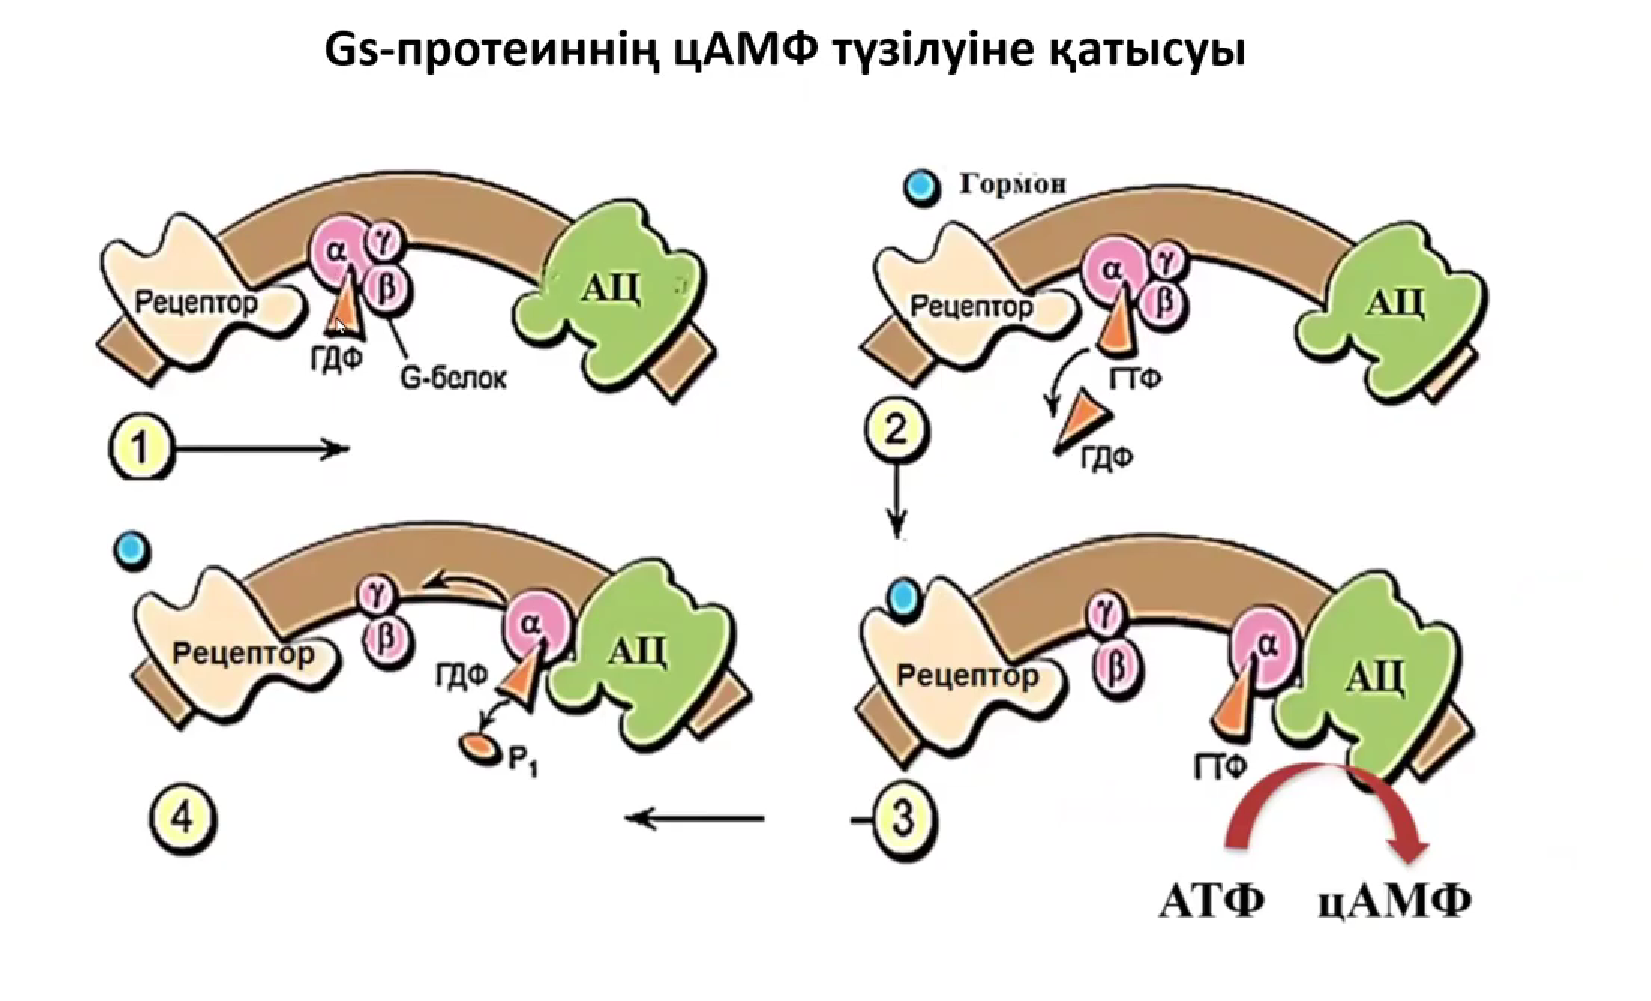 Gs-протеиннің цАМФ түзілуіне қатысуы
Рецептор
α
γ
β
АЦ
ГДФ
G-белок
1
Гормон
Рецептор
α
γ
β
АЦ
ГТФ
ГДФ
2
Рецептор
γ
β
α
АЦ
ГДФ
P1
4
Рецептор
γ
β
α
АЦ
ГТФ
3
АТФ цАМФ